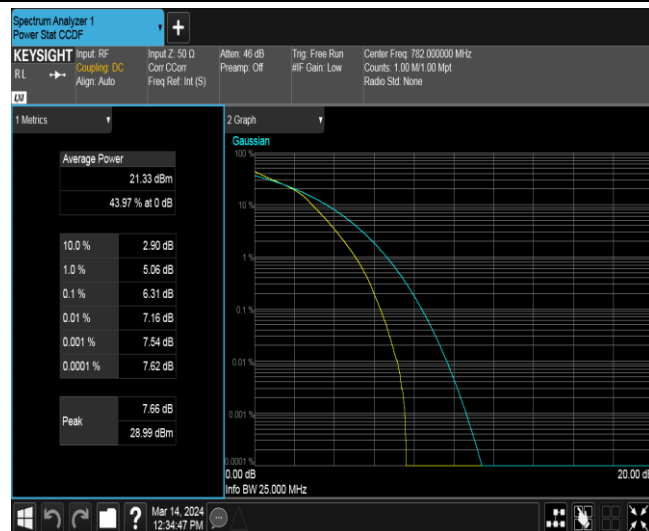 Spectrum Analyzer 1
Power Stat CCDF
+
KEYSIGHT
RL
LXI
Input: RF
Coupling: DC
Align: Auto
Input Z: 50 Ω
Corr CCorr
Freq Ref: Int (S)
Atten: 46 dB
Preamp: Off
Trig: Free Run
#IF Gain: Low
Center Freq: 782.000000 MHz
Counts: 1.00 M/1.00 Mpt
Radio Std: None
1 Metrics
Average Power
21.33 dBm
43.97 % at 0 dB
10.0 % 2.90 dB
1.0 % 5.06 dB
0.1 % 6.31 dB
0.01 % 7.16 dB
0.001 % 7.54 dB
0.0001 % 7.62 dB
Peak
7.66 dB
28.99 dBm
2 Graph
Gaussian
100 %
10 %
1 %
0.1 %
0.01 %
0.001 %
0.0001 %
0.00 dB
20.00 dB
Info BW 25.000 MHz
?
Mar 14, 2024
12:34:47 PM